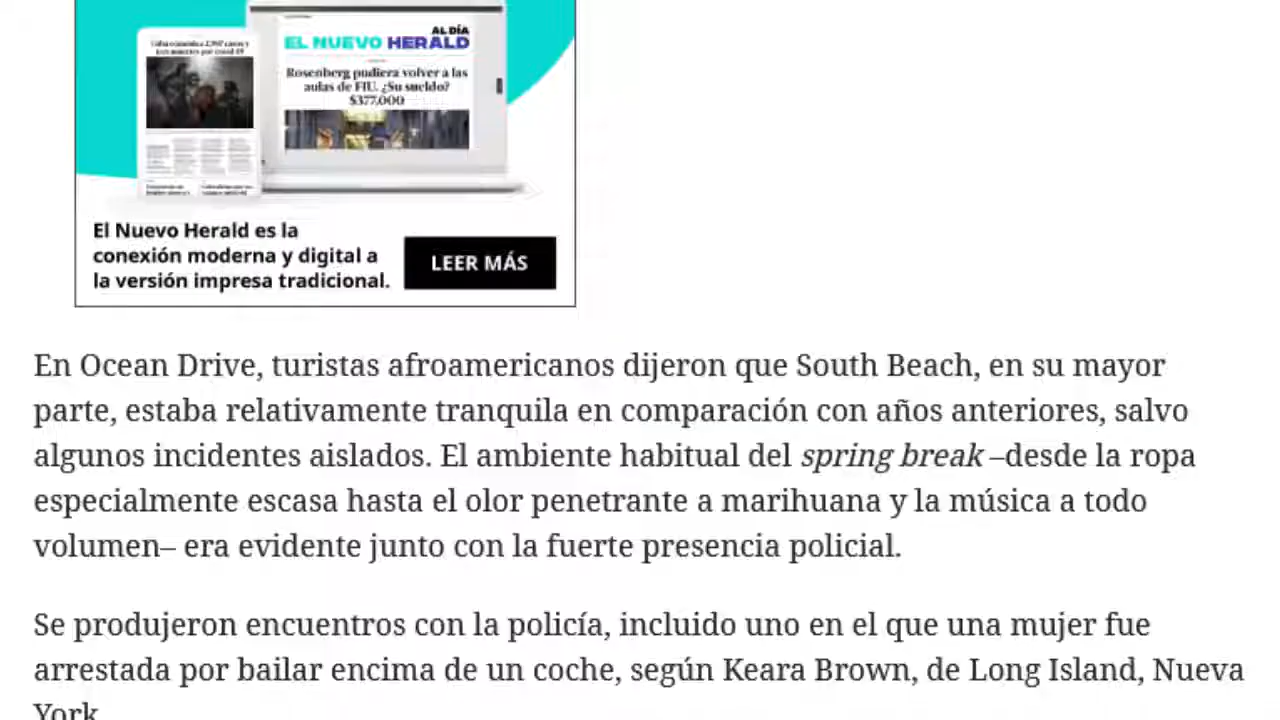 AL DÍA
EL NUEVO HERALD
Rosenberg pudiera volver a las
aulas de FIU. ¿Su sueldo?
$377,000
El Nuevo Herald es la
conexión moderna y digital a
la versión impresa tradicional.
LEER MÁS
En Ocean Drive, turistas afroamericanos dijeron que South Beach, en su mayor
parte, estaba relativamente tranquila en comparación con años anteriores, salvo
algunos incidentes aislados. El ambiente habitual del spring break –desde la ropa
especialmente escasa hasta el olor penetrante a marihuana y la música a todo
volumen– era evidente junto con la fuerte presencia policial.
Se produjeron encuentros con la policía, incluido uno en el que una mujer fue
arrestada por bailar encima de un coche, según Keara Brown, de Long Island, Nueva
York